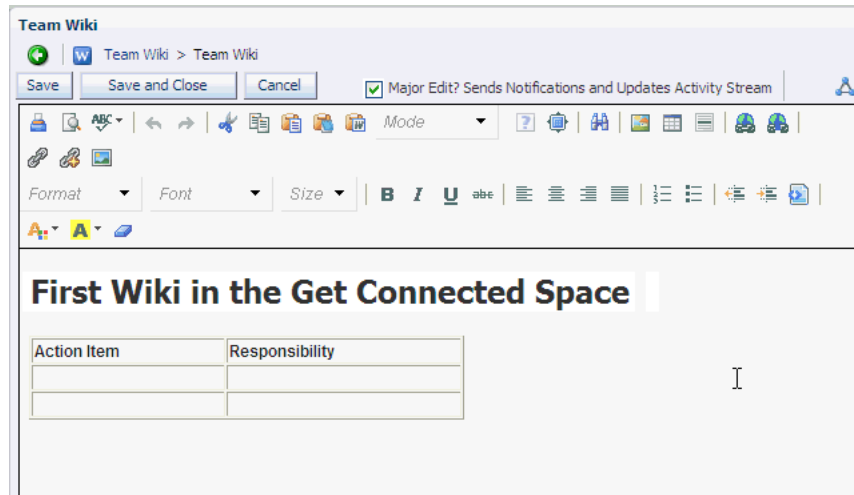 Team Wiki
W Team Wiki > Team Wiki
Save Save and Close Cancel Major Edit? Sends Notifications and Updates Activity Stream
ABC W Mode ?
Format Font Size B I U abc
A A
First Wiki in the Get Connected Space
Action Item Responsibility